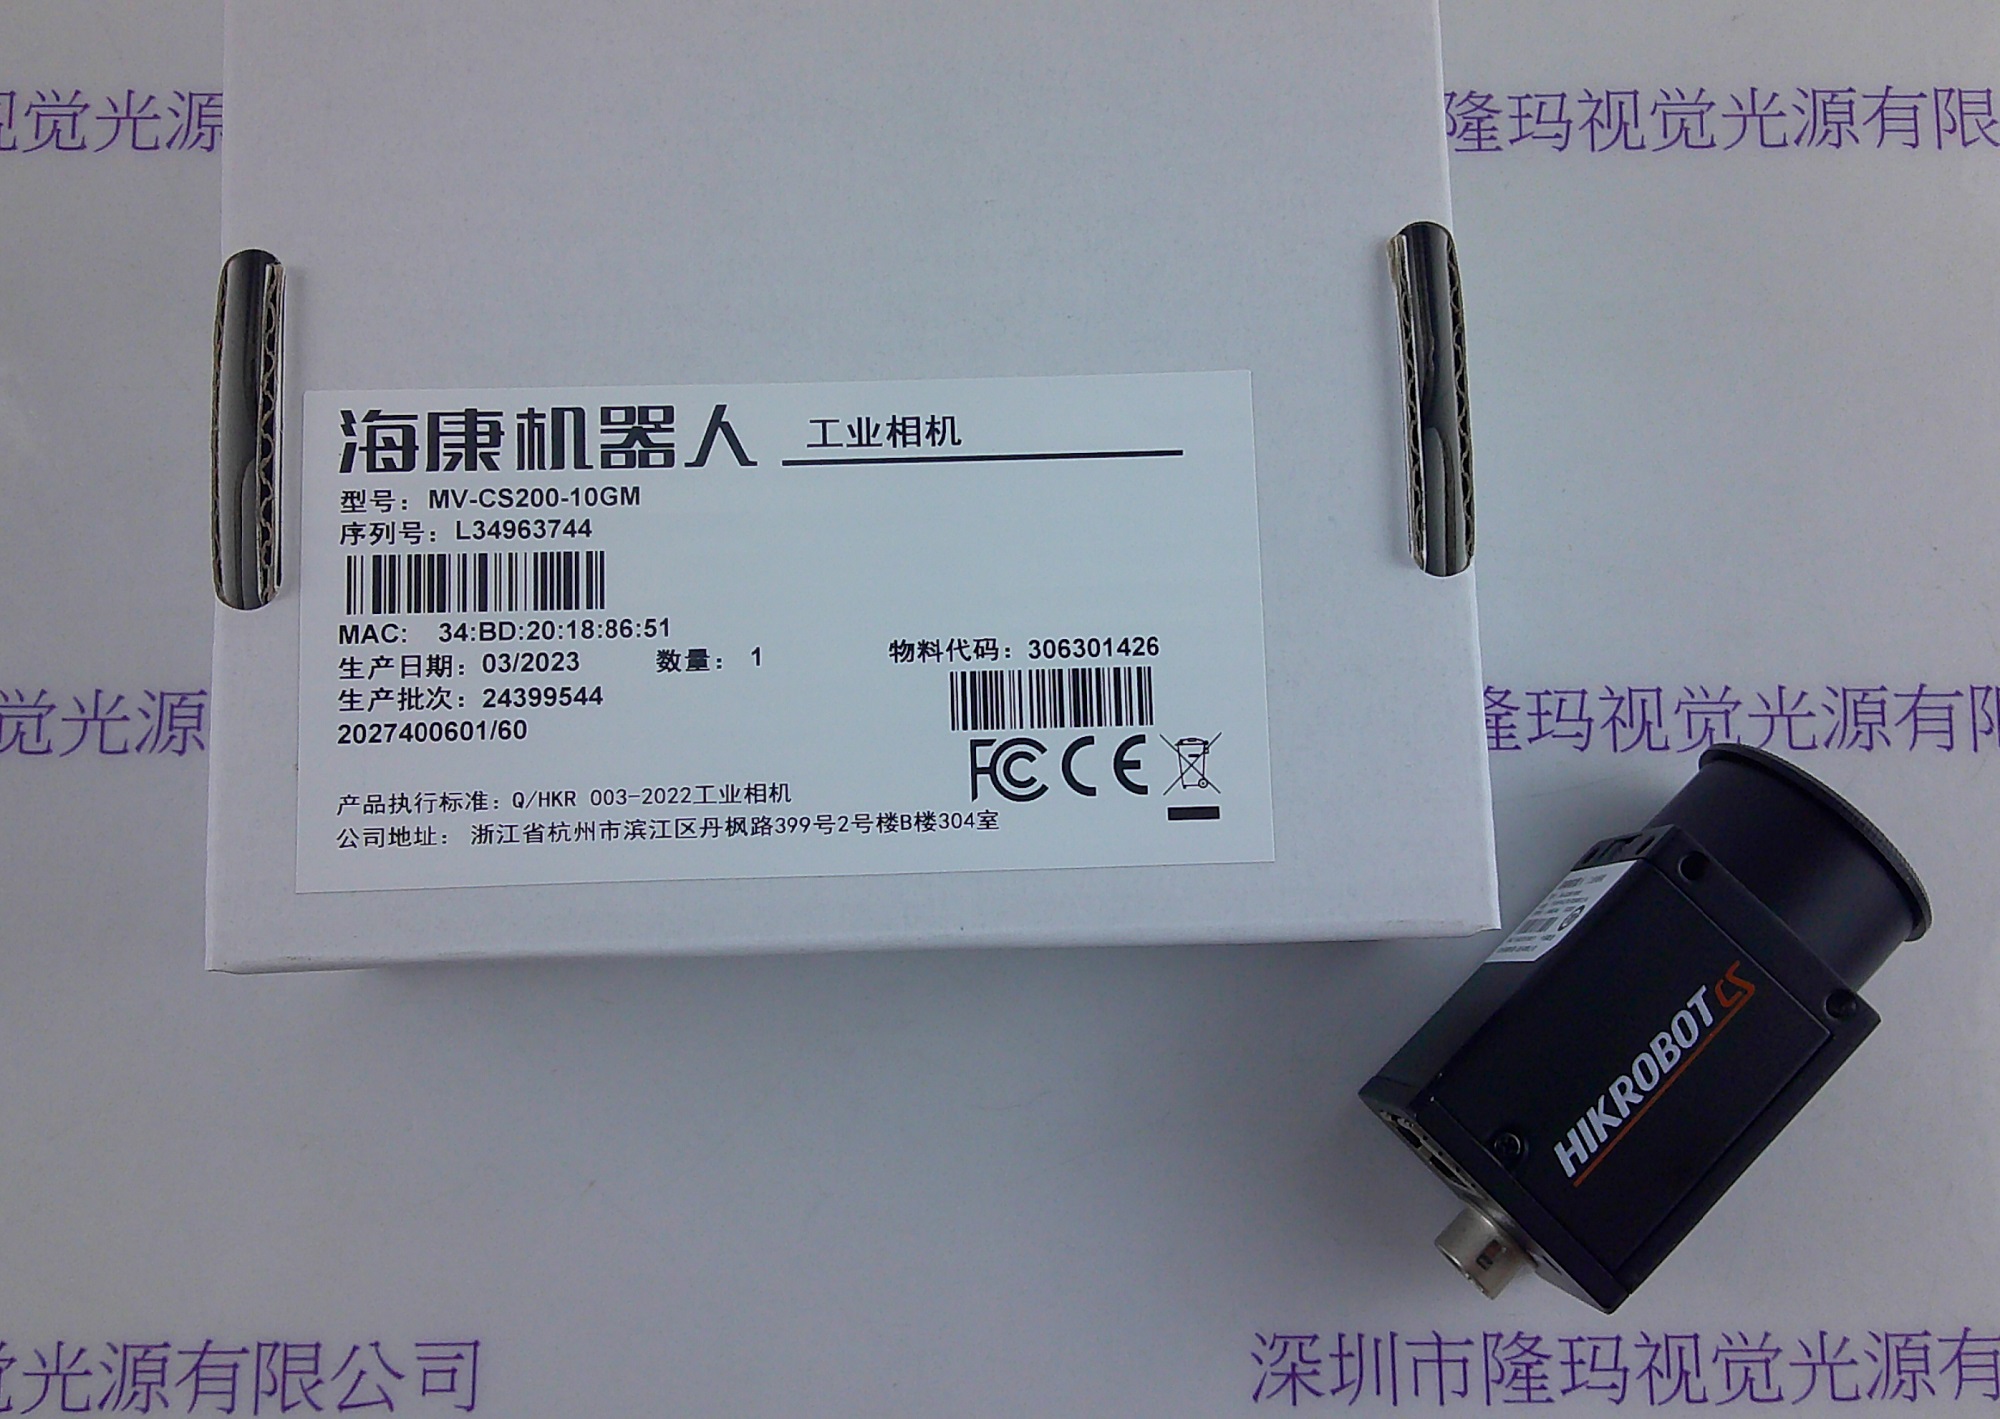 视觉光源
隆玛视觉光源有限
海康机器人 工业相机
型号：MV-CS200-10GM
序列号：L34963744
MAC: 34:BD:20:18:86:51
生产日期：03/2023 数量：1
物料代码：306301426
生产批次：24399544
2027400601/60
FC CE
产品执行标准：Q/HKR 003-2022工业相机
公司地址： 浙江省杭州市滨江区丹枫路399号2号楼B楼304室
觉光源
隆玛视觉光源有限
HIKROBOT CS
觉光源有限公司
深圳市隆玛视觉光源有